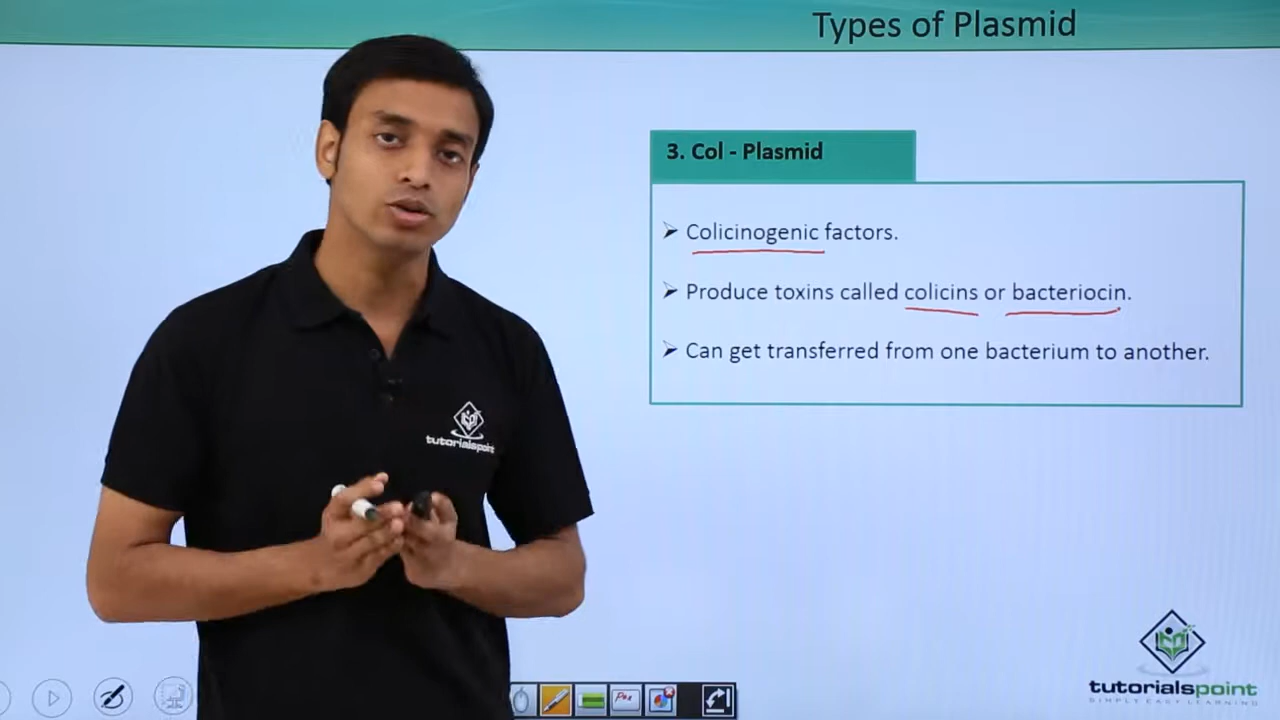 Types of Plasmid
3. Col - Plasmid
➢ Colicinogenic factors.
➢ Produce toxins called colicins or bacteriocin.
➢ Can get transferred from one bacterium to another.
tutorialspoint
Pen
tutorialspoint
SIMPLY EASY LEARNING